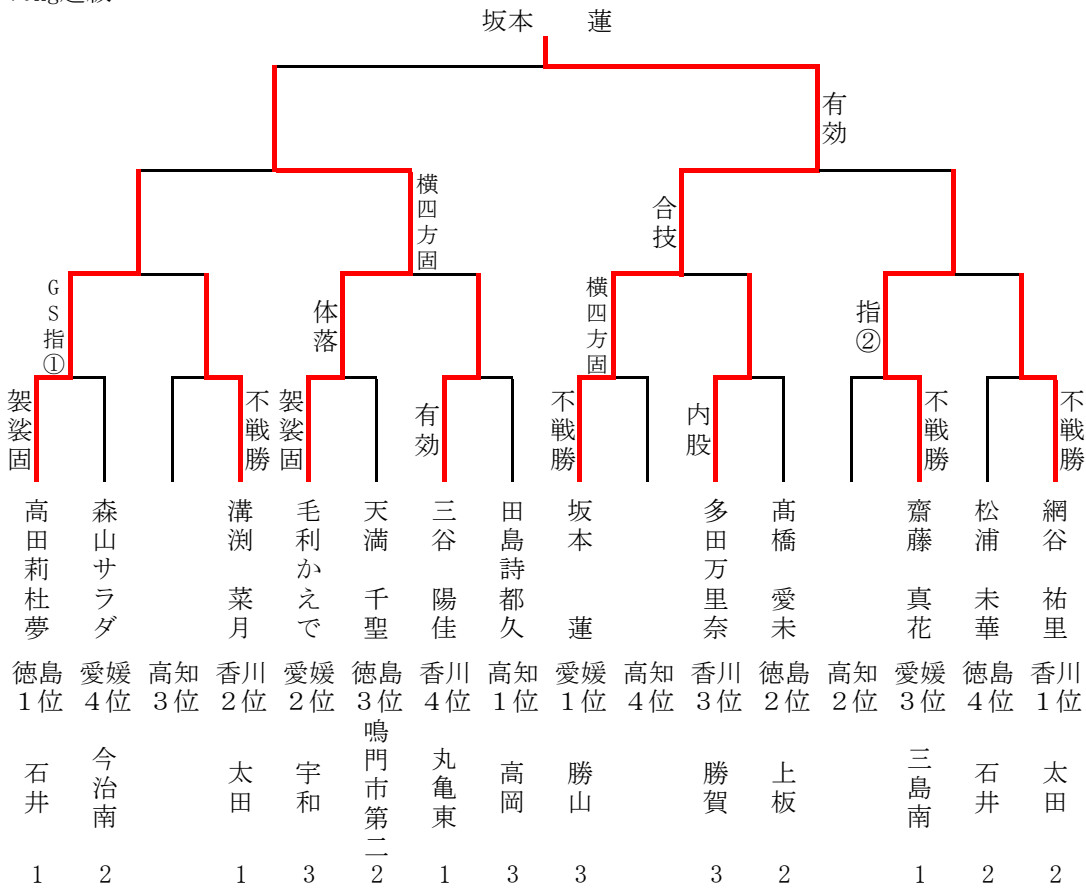 坂本　　蓮
有効
横四方固
合技
GS指①
体落
横四方固
指②
袈裟固
不戦勝
袈裟固
有効
不戦勝
内股
不戦勝
不戦勝
高田莉杜夢
森山サラダ
溝渕　菜月
毛利かえで
天満　千聖
三谷　陽佳
田島詩都久
坂本　　蓮
多田万里奈
髙橋　愛未
齋藤　真花
松浦　未華
網谷　祐里
徳島 愛媛 高知 香川 愛媛 徳島 香川 高知 愛媛 高知 香川 徳島 高知 愛媛 徳島 香川
1位 4位 3位 2位 2位 3位 4位 1位 1位 4位 3位 2位 2位 3位 4位 1位
石井
今治南
太田
宇和
鳴門市第二
丸亀東
高岡
勝山
勝賀
上板
三島南
石井
太田
1 2 1 3 2 1 3 3 3 2 1 2 2